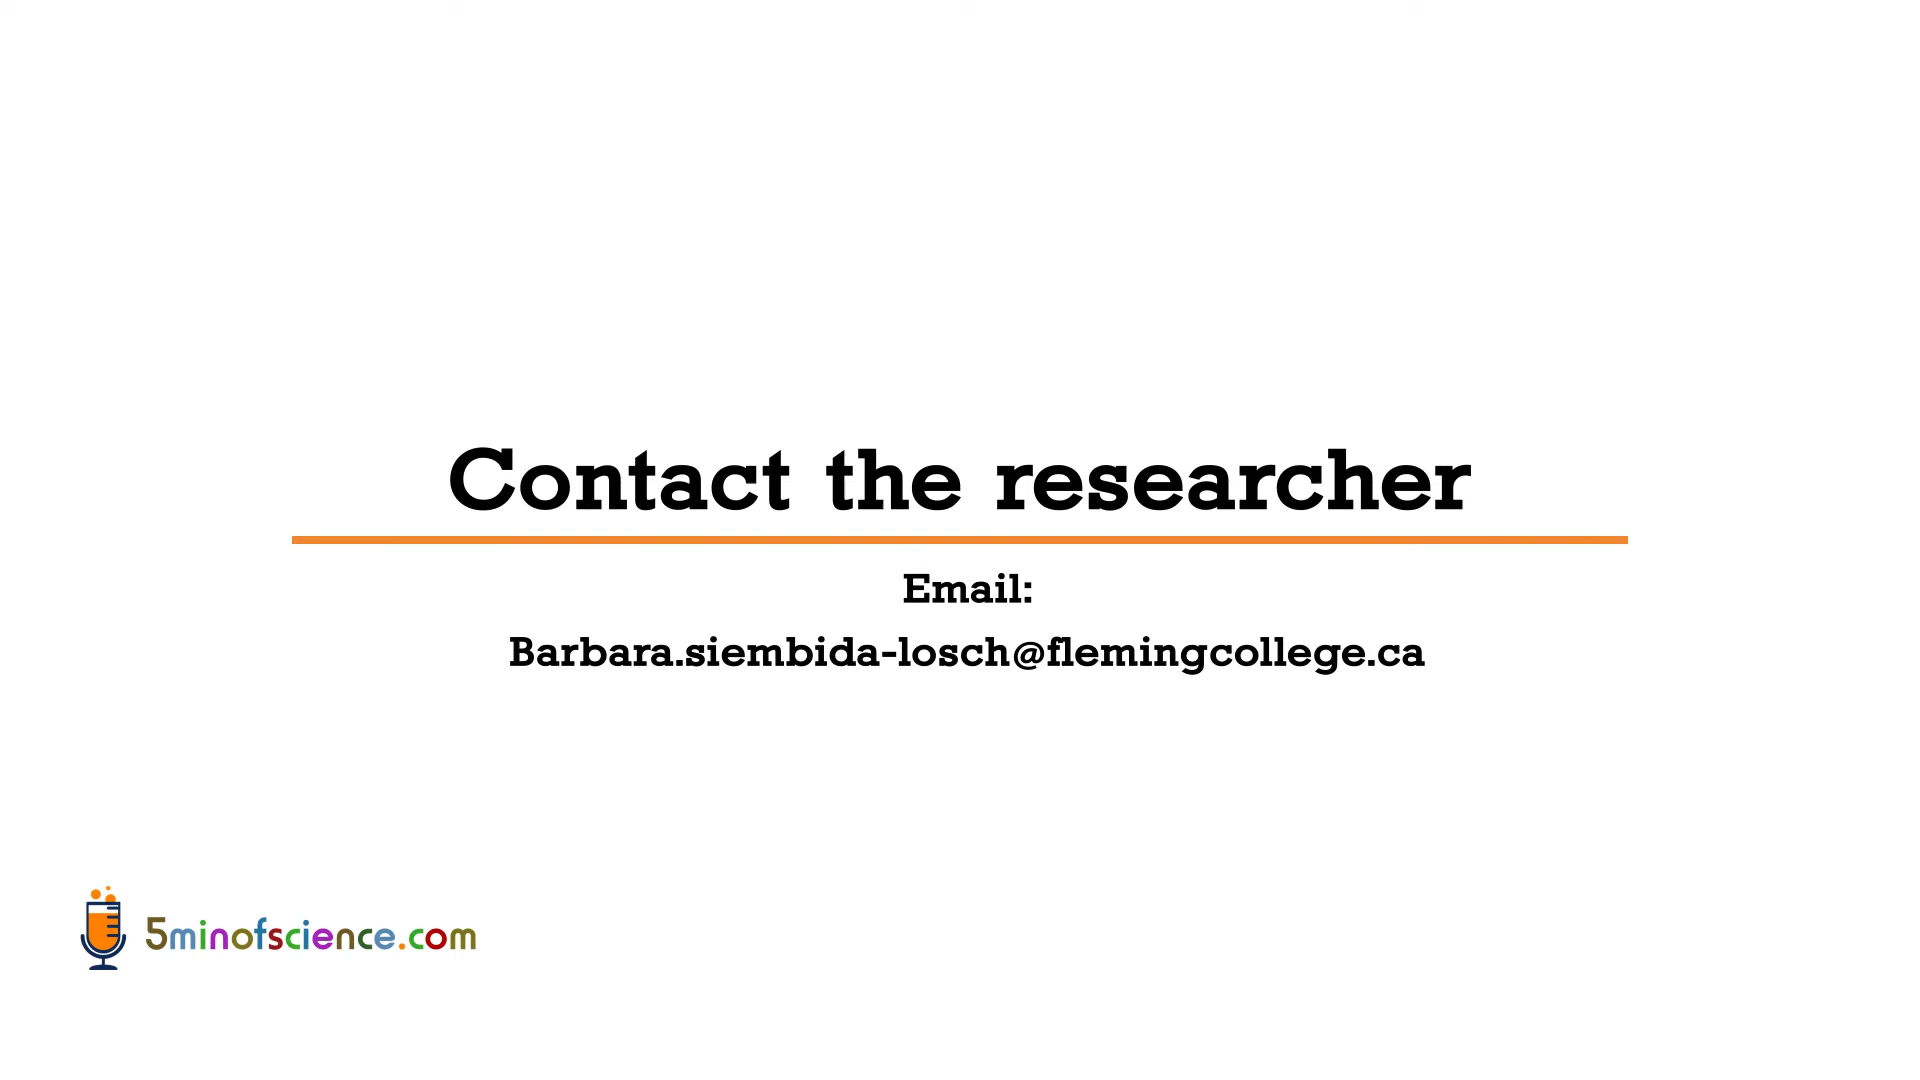 Contact the researcher
Email:
Barbara.siembida-losch@flemingcollege.ca
5minofscience.com